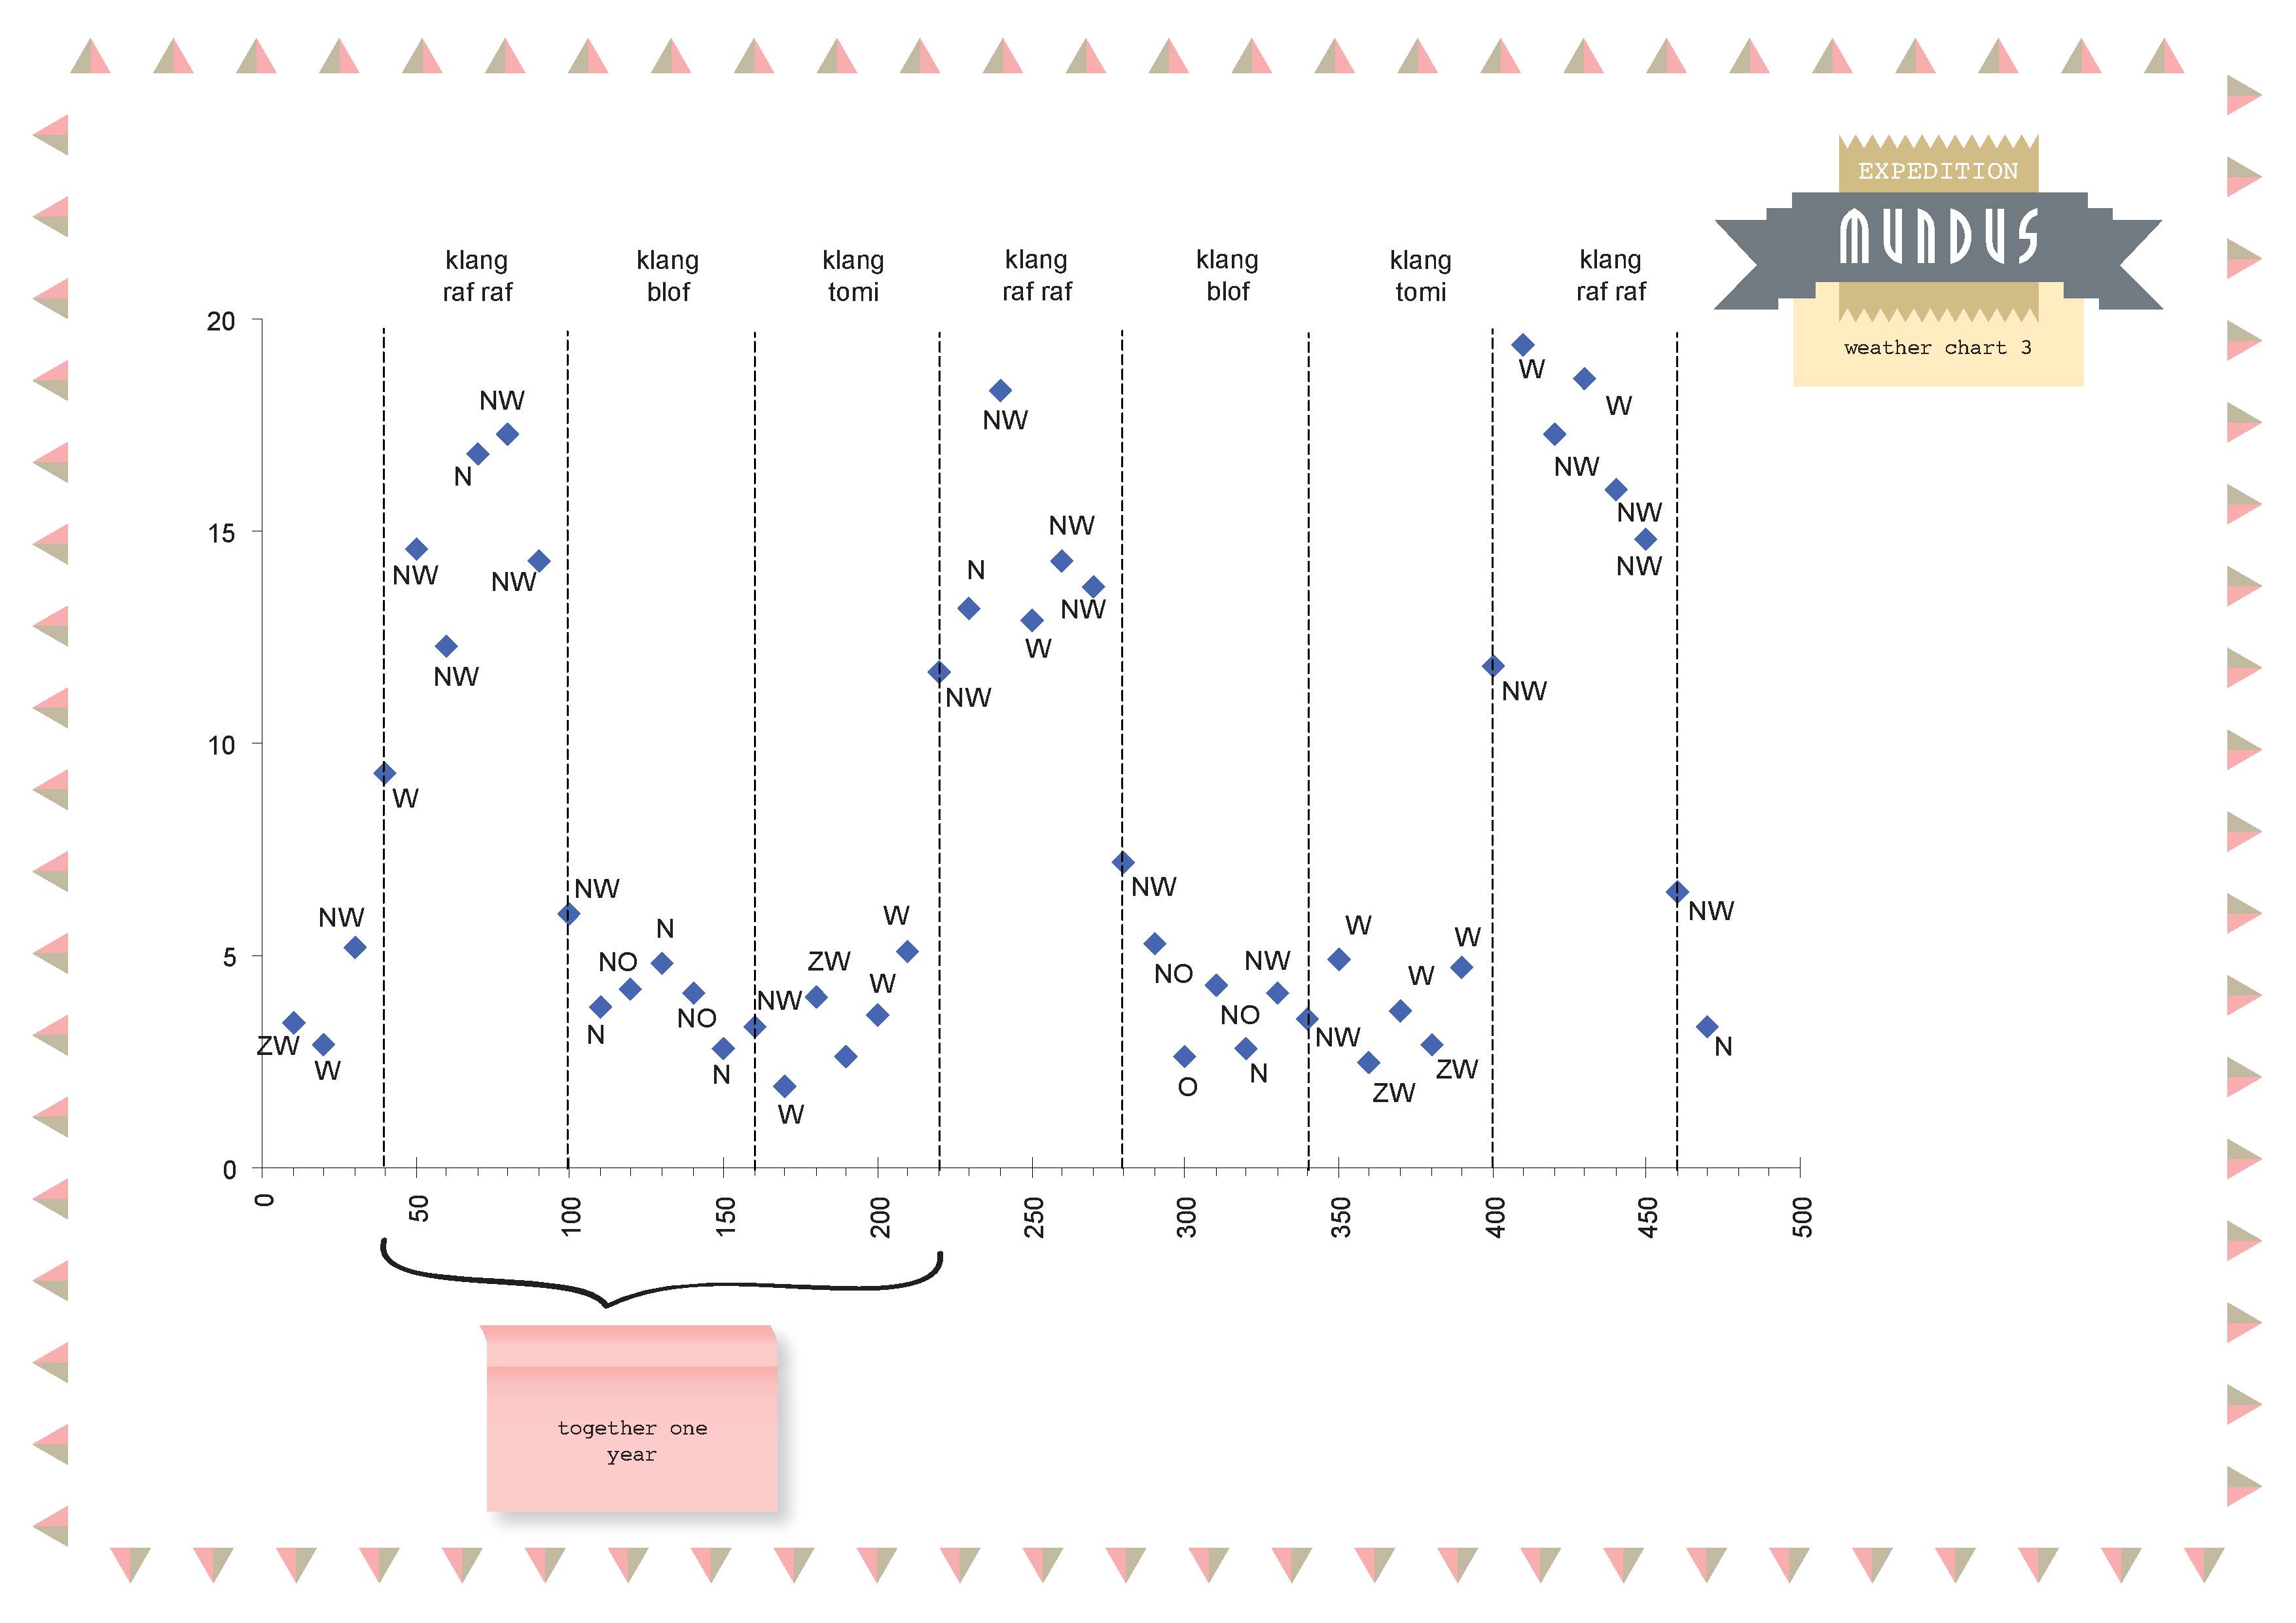 EXPEDITION
MUNDUS
weather chart 3
klang
raf raf
klang
blof
klang
tomi
klang
raf raf
klang
blof
klang
tomi
klang
raf raf
20
15
10
5
0
ZW
W
NW
W
NW
NW
N
NW
NW
NW
N
NO
N
NO
N
NW
W
ZW
W
W
NW
N
NW
W
NW
NW
NW
NO
O
NO
N
NW
NW
W
ZW
W
ZW
W
NW
W
NW
W
NW
NW
NW
N
0
50
100
150
200
250
300
350
400
450
500
together one
year